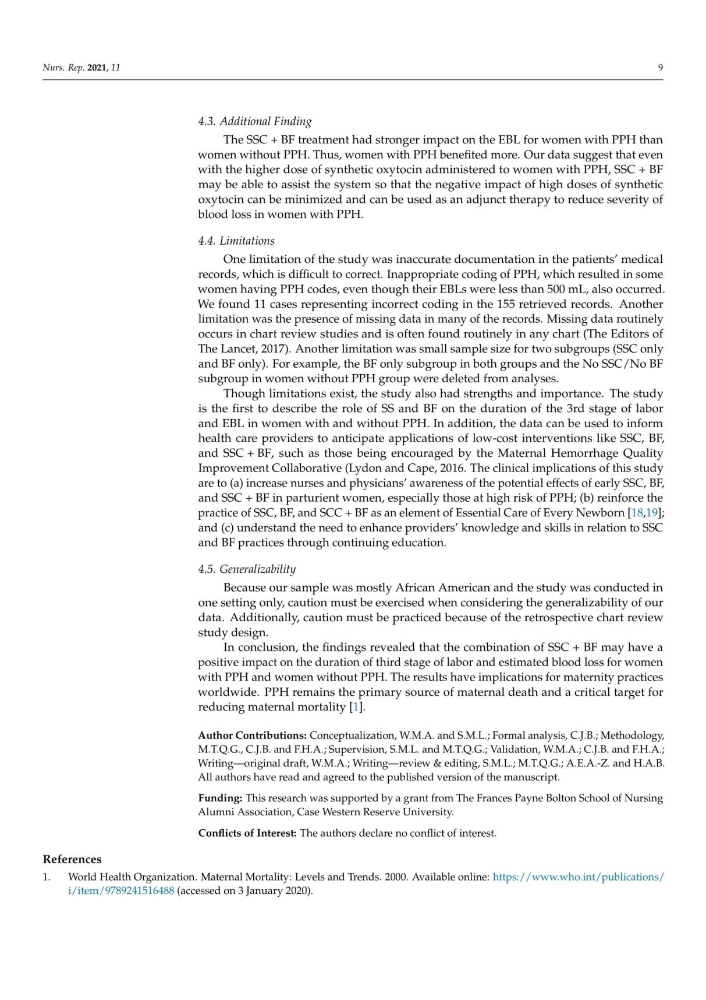 Nurs. Rep. 2021, 11
9
4.3. Additional Finding
The SSC + BF treatment had stronger impact on the EBL for women with PPH than
women without PPH. Thus, women with PPH benefited more. Our data suggest that even
with the higher dose of synthetic oxytocin administered to women with PPH, SSC + BF
may be able to assist the system so that the negative impact of high doses of synthetic
oxytocin can be minimized and can be used as an adjunct therapy to reduce severity of
blood loss in women with PPH.
4.4. Limitations
One limitation of the study was inaccurate documentation in the patients’ medical
records, which is difficult to correct. Inappropriate coding of PPH, which resulted in some
women having PPH codes, even though their EBLs were less than 500 mL, also occurred.
We found 11 cases representing incorrect coding in the 155 retrieved records. Another
limitation was the presence of missing data in many of the records. Missing data routinely
occurs in chart review studies and is often found routinely in any chart (The Editors of
The Lancet, 2017). Another limitation was small sample size for two subgroups (SSC only
and BF only). For example, the BF only subgroup in both groups and the No SSC/No BF
subgroup in women without PPH group were deleted from analyses.
Though limitations exist, the study also had strengths and importance. The study
is the first to describe the role of SS and BF on the duration of the 3rd stage of labor
and EBL in women with and without PPH. In addition, the data can be used to inform
health care providers to anticipate applications of low-cost interventions like SSC, BF,
and SSC + BF, such as those being encouraged by the Maternal Hemorrhage Quality
Improvement Collaborative (Lydon and Cape, 2016. The clinical implications of this study
are to (a) increase nurses and physicians’ awareness of the potential effects of early SSC, BF,
and SSC + BF in parturient women, especially those at high risk of PPH; (b) reinforce the
practice of SSC, BF, and SCC + BF as an element of Essential Care of Every Newborn [18,19];
and (c) understand the need to enhance providers’ knowledge and skills in relation to SSC
and BF practices through continuing education.
4.5. Generalizability
Because our sample was mostly African American and the study was conducted in
one setting only, caution must be exercised when considering the generalizability of our
data. Additionally, caution must be practiced because of the retrospective chart review
study design.
In conclusion, the findings revealed that the combination of SSC + BF may have a
positive impact on the duration of third stage of labor and estimated blood loss for women
with PPH and women without PPH. The results have implications for maternity practices
worldwide. PPH remains the primary source of maternal death and a critical target for
reducing maternal mortality [1].
Author Contributions: Conceptualization, W.M.A. and S.M.L.; Formal analysis, C.J.B.; Methodology,
M.T.Q.G., C.J.B. and F.H.A.; Supervision, S.M.L. and M.T.Q.G.; Validation, W.M.A.; C.J.B. and F.H.A.;
Writing—original draft, W.M.A.; Writing—review & editing, S.M.L.; M.T.Q.G.; A.E.A.-Z. and H.A.B.
All authors have read and agreed to the published version of the manuscript.
Funding: This research was supported by a grant from The Frances Payne Bolton School of Nursing
Alumni Association, Case Western Reserve University.
Conflicts of Interest: The authors declare no conflict of interest.
References
1. World Health Organization. Maternal Mortality: Levels and Trends. 2000. Available online: https://www.who.int/publications/
i/item/9789241516488 (accessed on 3 January 2020).